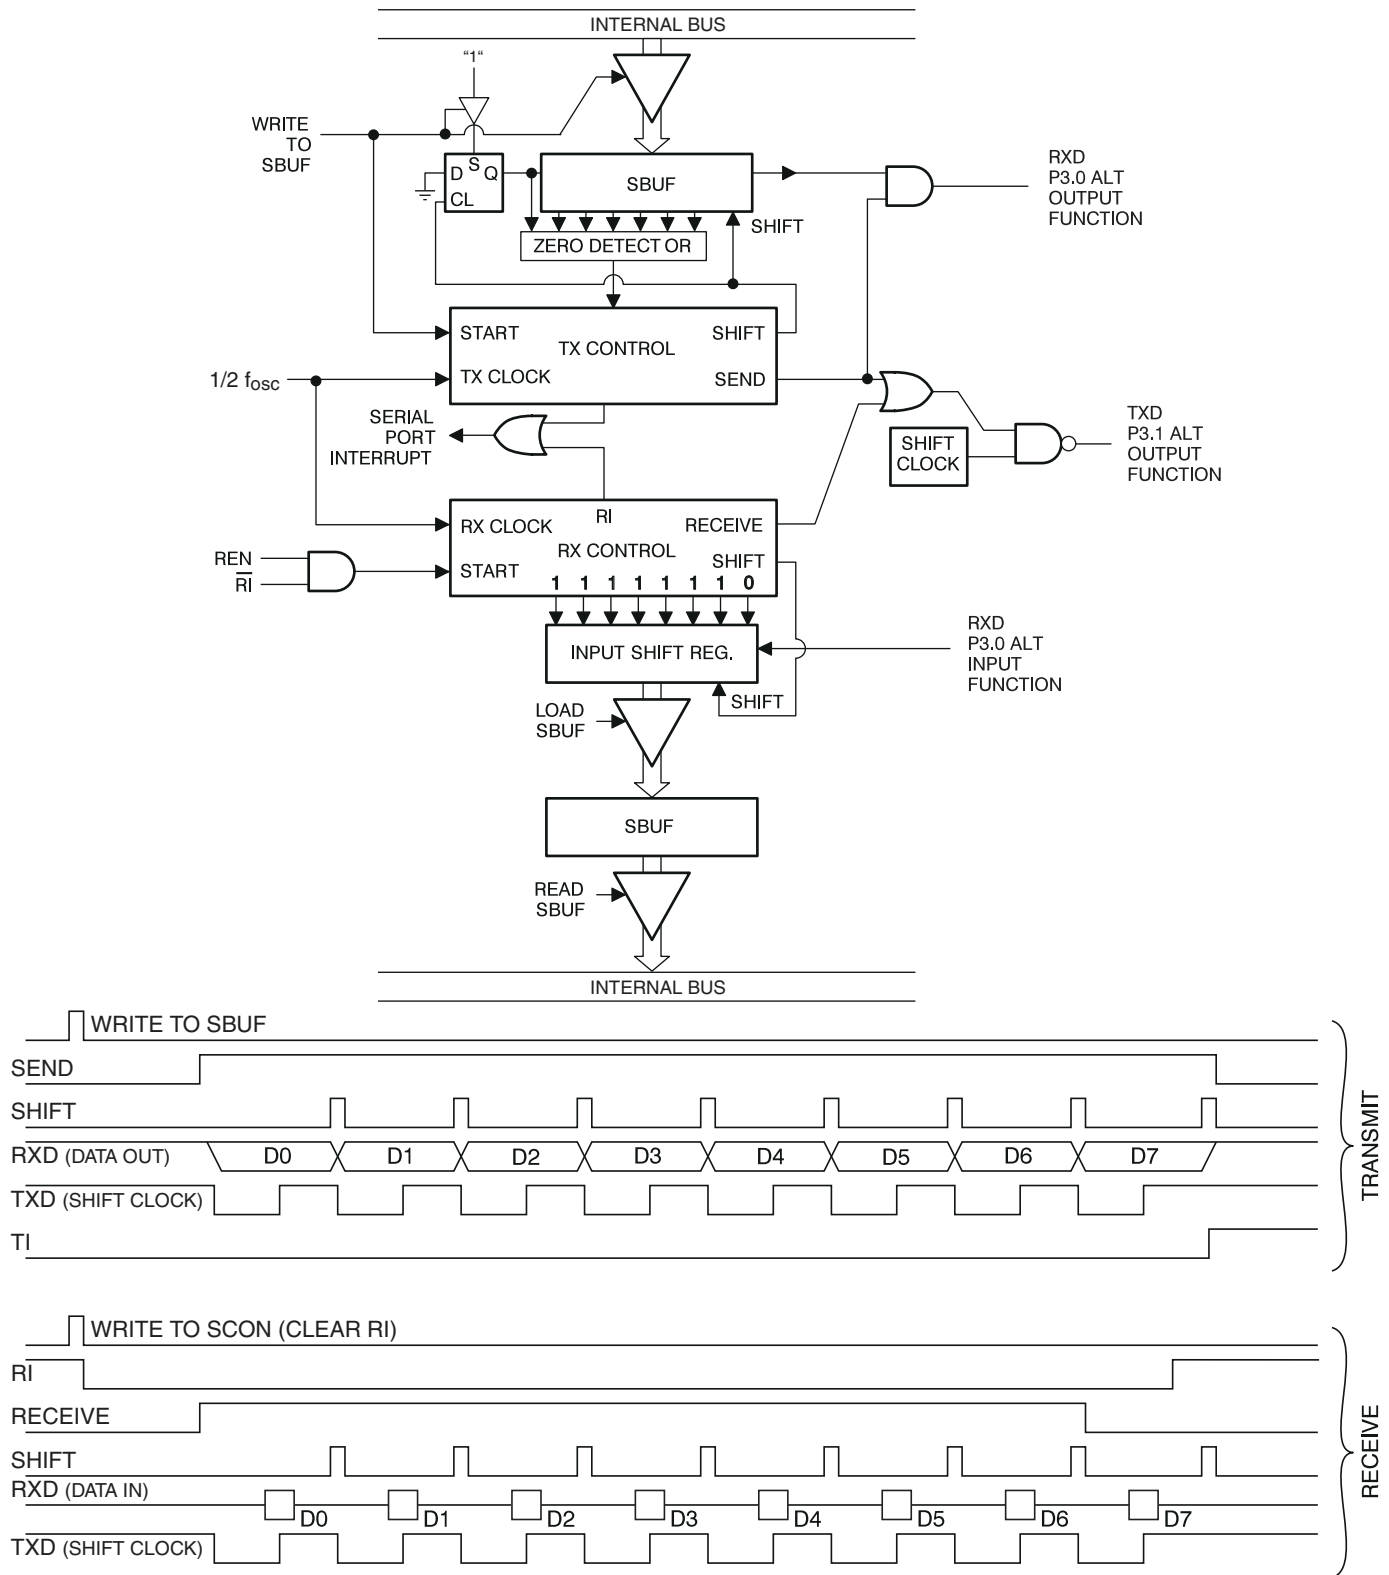 INTERNAL BUS
"1"
WRITE
TO
SBUF
D S Q
CL
SBUF
SHIFT
ZERO DETECT OR
RXD
P3.0 ALT
OUTPUT
FUNCTION
START
SHIFT
TX CONTROL
1/2 fosc
TX CLOCK
SEND
SERIAL
PORT
INTERRUPT
SHIFT
CLOCK
TXD
P3.1 ALT
OUTPUT
FUNCTION
RI
RX CLOCK
RECEIVE
RX CONTROL
SHIFT
REN
RI
START
1 1 1 1 1 1 1 0
INPUT SHIFT REG.
RXD
P3.0 ALT
INPUT
FUNCTION
SHIFT
LOAD
SBUF
SBUF
READ
SBUF
INTERNAL BUS
WRITE TO SBUF
SEND
SHIFT
RXD (DATA OUT) D0 D1 D2 D3 D4 D5 D6 D7
TXD (SHIFT CLOCK)
TI
TRANSMIT
WRITE TO SCON (CLEAR RI)
RI
RECEIVE
SHIFT
RXD (DATA IN) D0 D1 D2 D3 D4 D5 D6 D7
TXD (SHIFT CLOCK)
RECEIVE